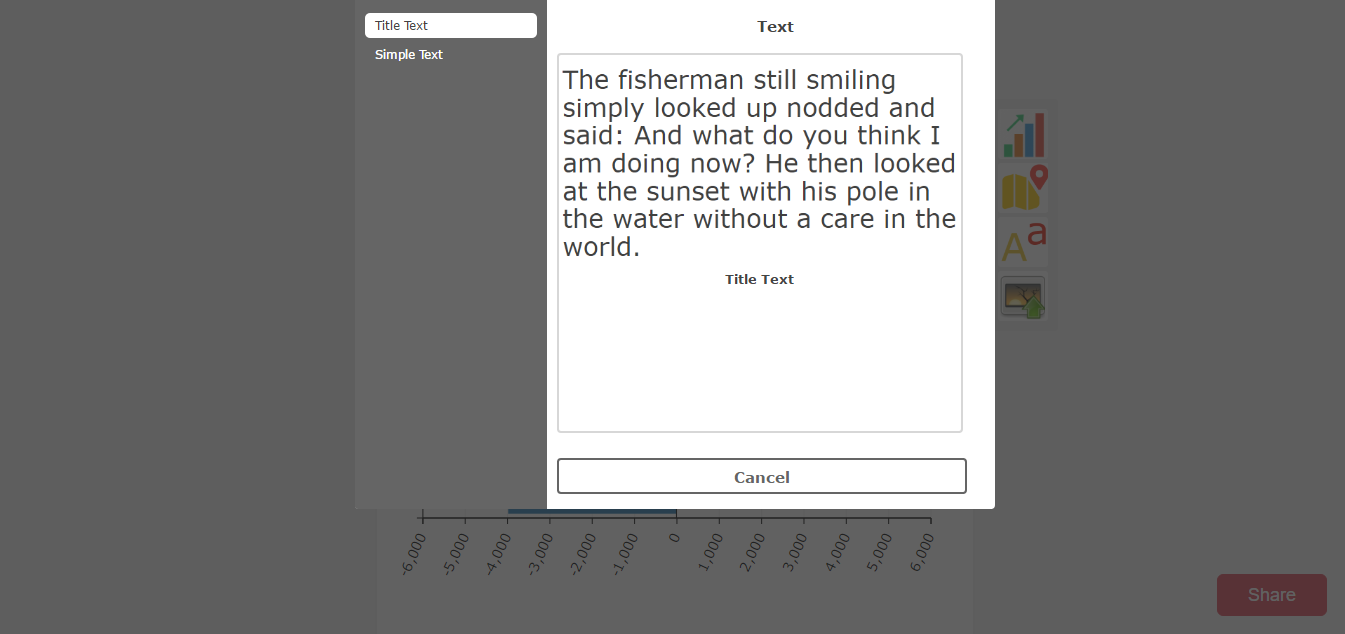 Title Text
Simple Text
Text
The fisherman still smiling
simply looked up nodded and
said: And what do you think I
am doing now? He then looked
at the sunset with his pole in
the water without a care in the
world.
Title Text
Cancel
A a
-6,000 -5,000 -4,000 -3,000 -2,000 -1,000 0 1,000 2,000 3,000 4,000 5,000 6,000
Share